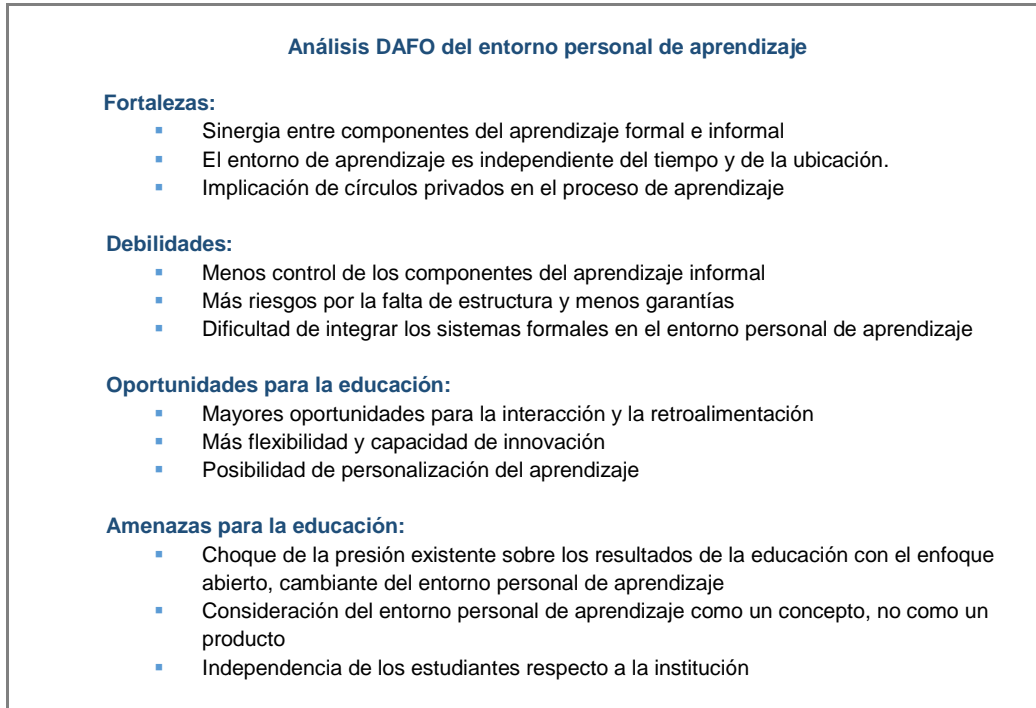 Análisis DAFO del entorno personal de aprendizaje
Fortalezas:
▪ Sinergia entre componentes del aprendizaje formal e informal
▪ El entorno de aprendizaje es independiente del tiempo y de la ubicación.
▪ Implicación de círculos privados en el proceso de aprendizaje
Debilidades:
▪ Menos control de los componentes del aprendizaje informal
▪ Más riesgos por la falta de estructura y menos garantías
▪ Dificultad de integrar los sistemas formales en el entorno personal de aprendizaje
Oportunidades para la educación:
▪ Mayores oportunidades para la interacción y la retroalimentación
▪ Más flexibilidad y capacidad de innovación
▪ Posibilidad de personalización del aprendizaje
Amenazas para la educación:
▪ Choque de la presión existente sobre los resultados de la educación con el enfoque
abierto, cambiante del entorno personal de aprendizaje
▪ Consideración del entorno personal de aprendizaje como un concepto, no como un
producto
▪ Independencia de los estudiantes respecto a la institución